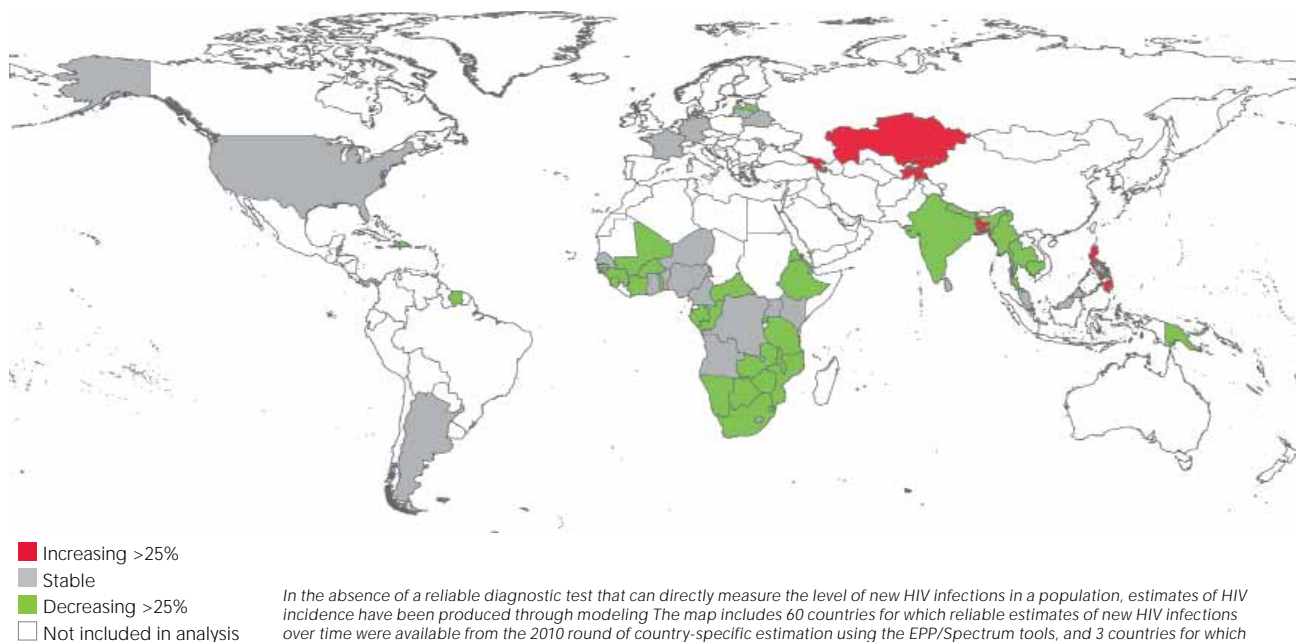 Increasing >25%
Stable
Decreasing >25%
Not included in analysis
In the absence of a reliable diagnostic test that can directly measure the level of new HIV infections in a population, estimates of HIV
incidence have been produced through modeling The map includes 60 countries for which reliable estimates of new HIV infections
over time were available from the 2010 round of country-specific estimation using the EPP/Spectrum tools, and 3 countries for which